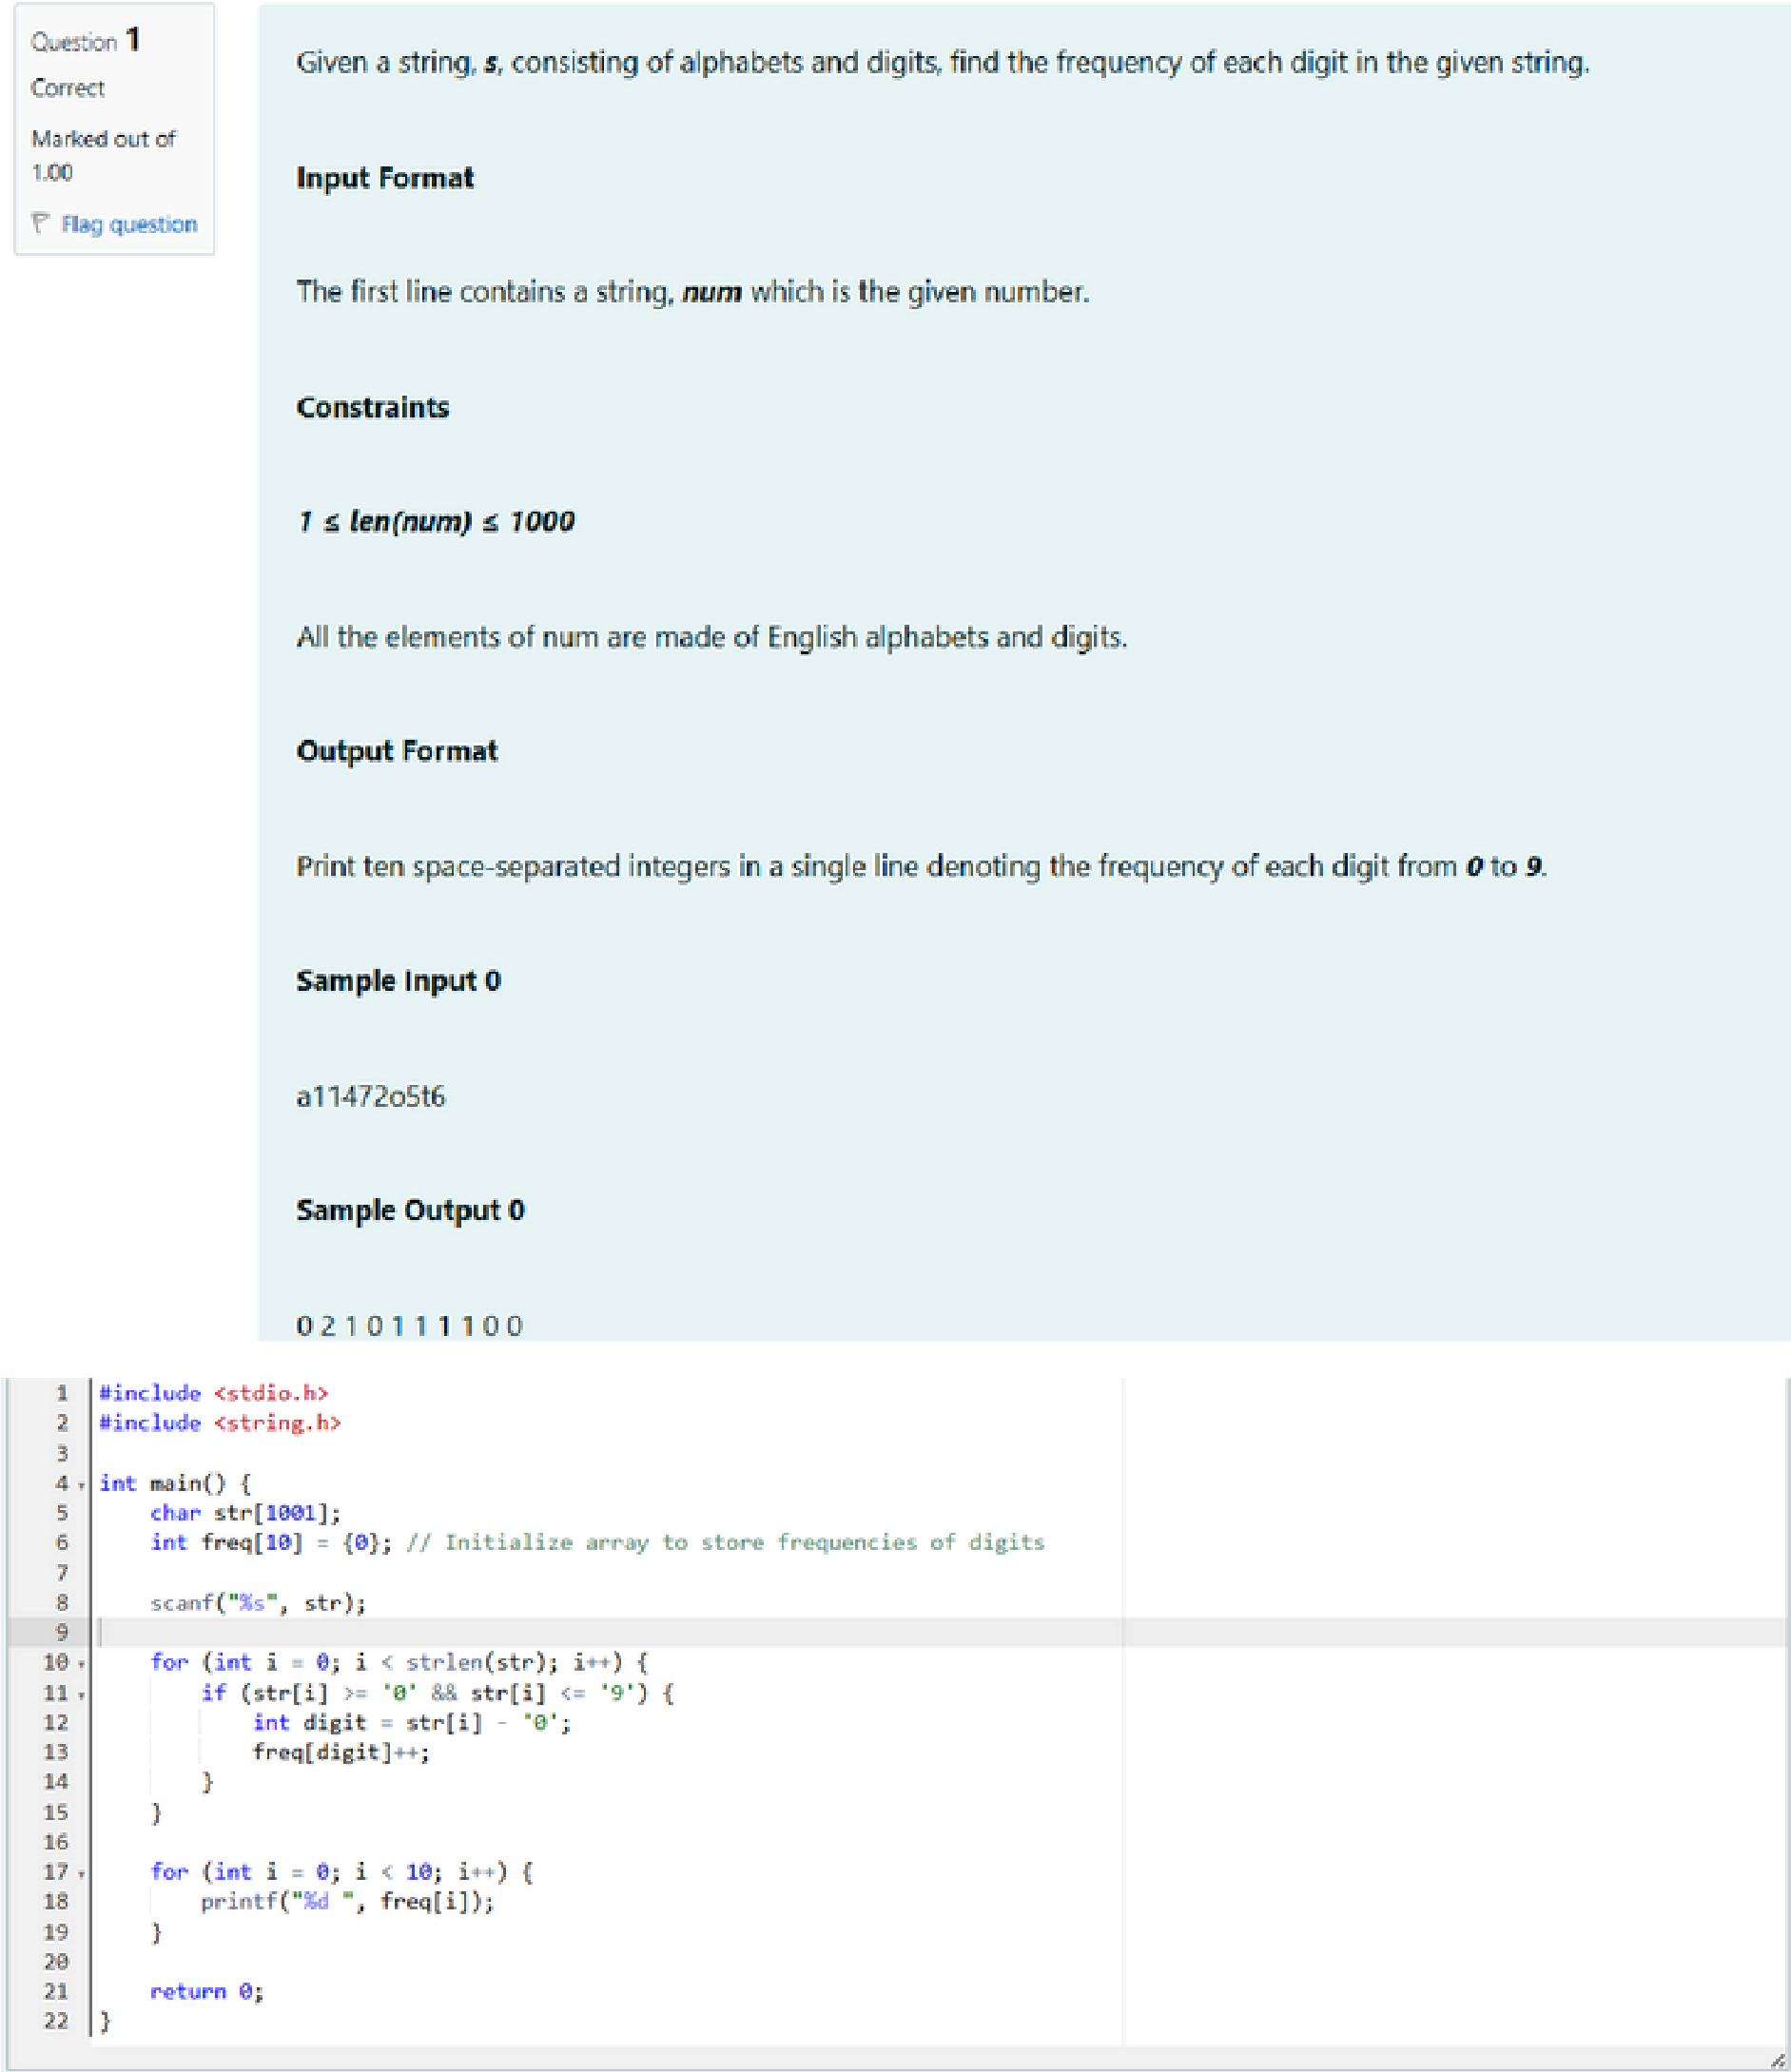 Question 1
Correct
Marked out of
1.00
Flag question
Given a string, s, consisting of alphabets and digits, find the frequency of each digit in the given string.
Input Format
The first line contains a string, num which is the given number.
Constraints
1 ≤ len(num) ≤ 1000
All the elements of num are made of English alphabets and digits.
Output Format
Print ten space-separated integers in a single line denoting the frequency of each digit from 0 to 9.
Sample Input 0
a11472o5t6
Sample Output 0
0 2 1 0 1 1 1 1 0 0
1 #include <stdio.h>
2 #include <string.h>
3
4 int main() {
5     char str[1001];
6     int freq[10] = {0}; // Initialize array to store frequencies of digits
7
8     scanf("%s", str);
9
10     for (int i = 0; i < strlen(str); i++) {
11         if (str[i] >= '0' && str[i] <= '9') {
12             int digit = str[i] - '0';
13             freq[digit]++;
14         }
15     }
16
17     for (int i = 0; i < 10; i++) {
18         printf("%d ", freq[i]);
19     }
20
21     return 0;
22 }